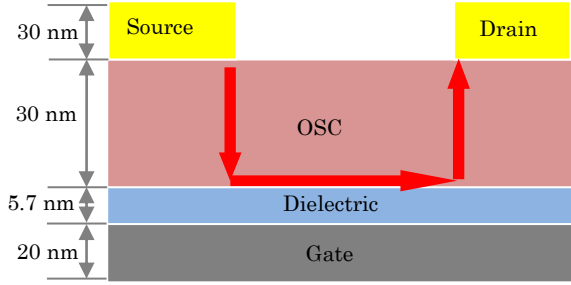 30 nm
Source
Drain
30 nm
OSC
5.7 nm
Dielectric
20 nm
Gate